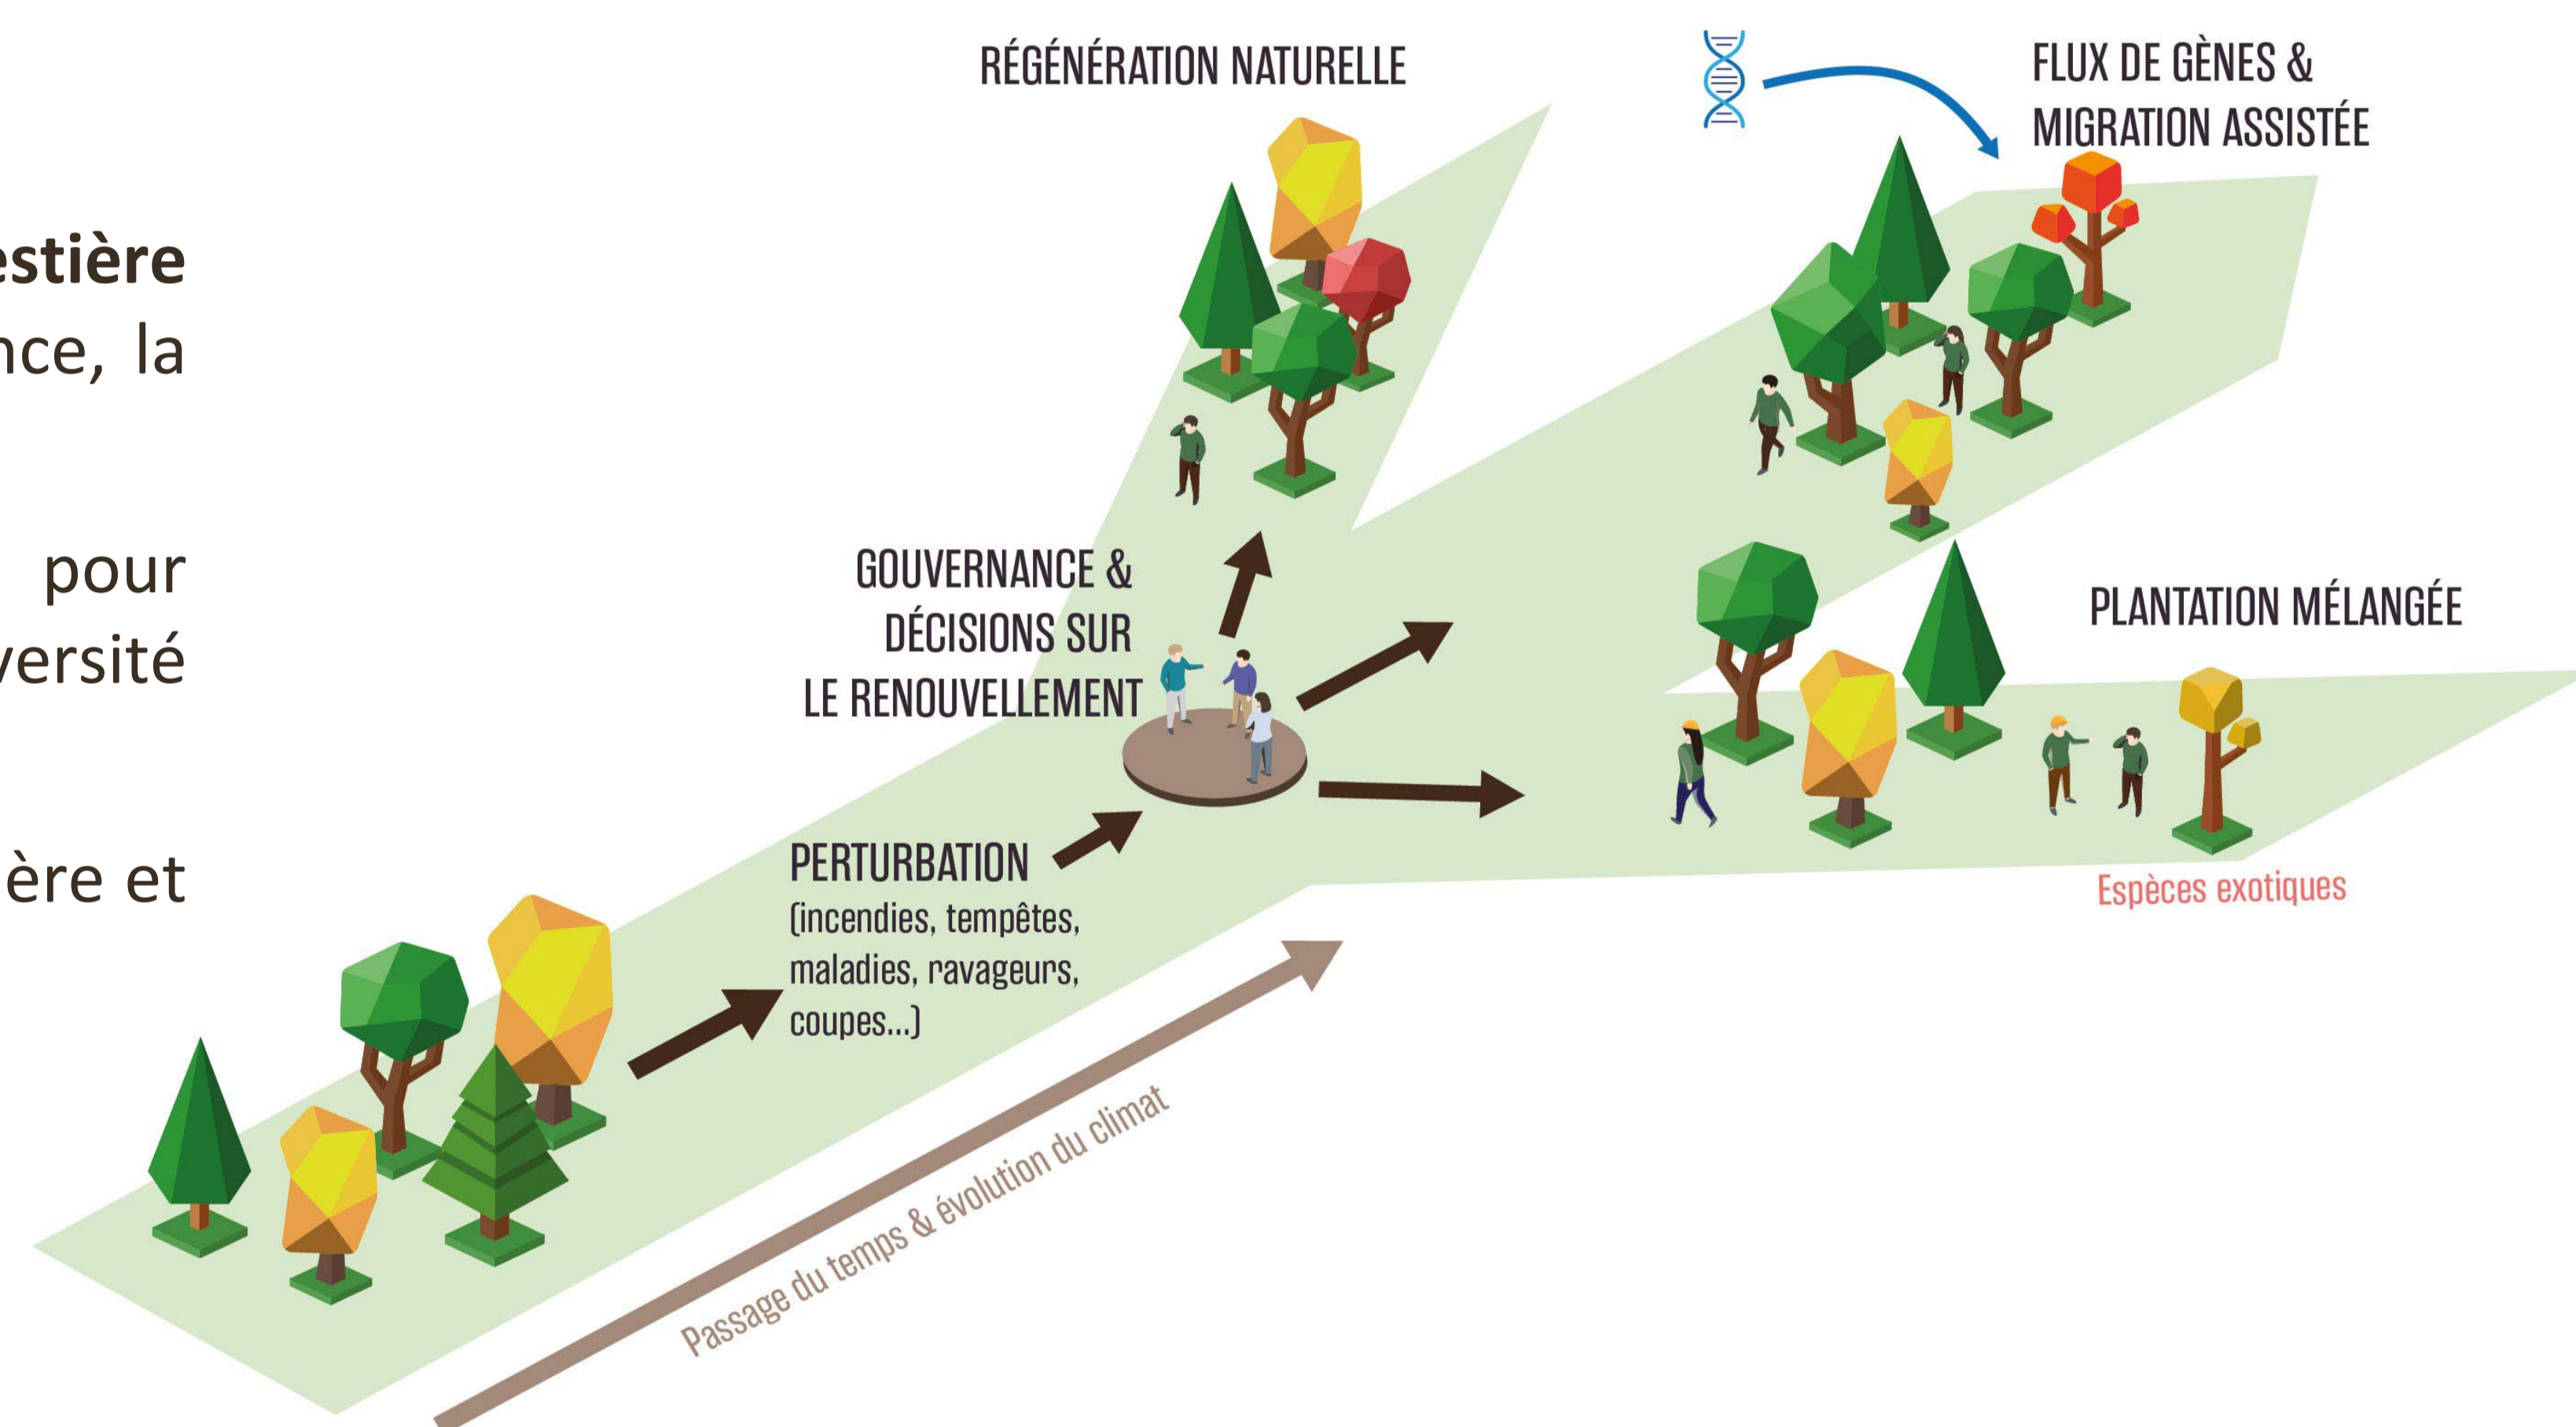 estière
nce, la
pour
versité
ère et
RÉGÉNÉRATION NATURELLE
FLUX DE GÈNES &
MIGRATION ASSISTÉE
GOUVERNANCE &
DÉCISIONS SUR
LE RENOUVELLEMENT
PLANTATION MÉLANGÉE
Espèces exotiques
PERTURBATION
(incendies, tempêtes,
maladies, ravageurs,
coupes...)
Passage du temps & évolution du climat